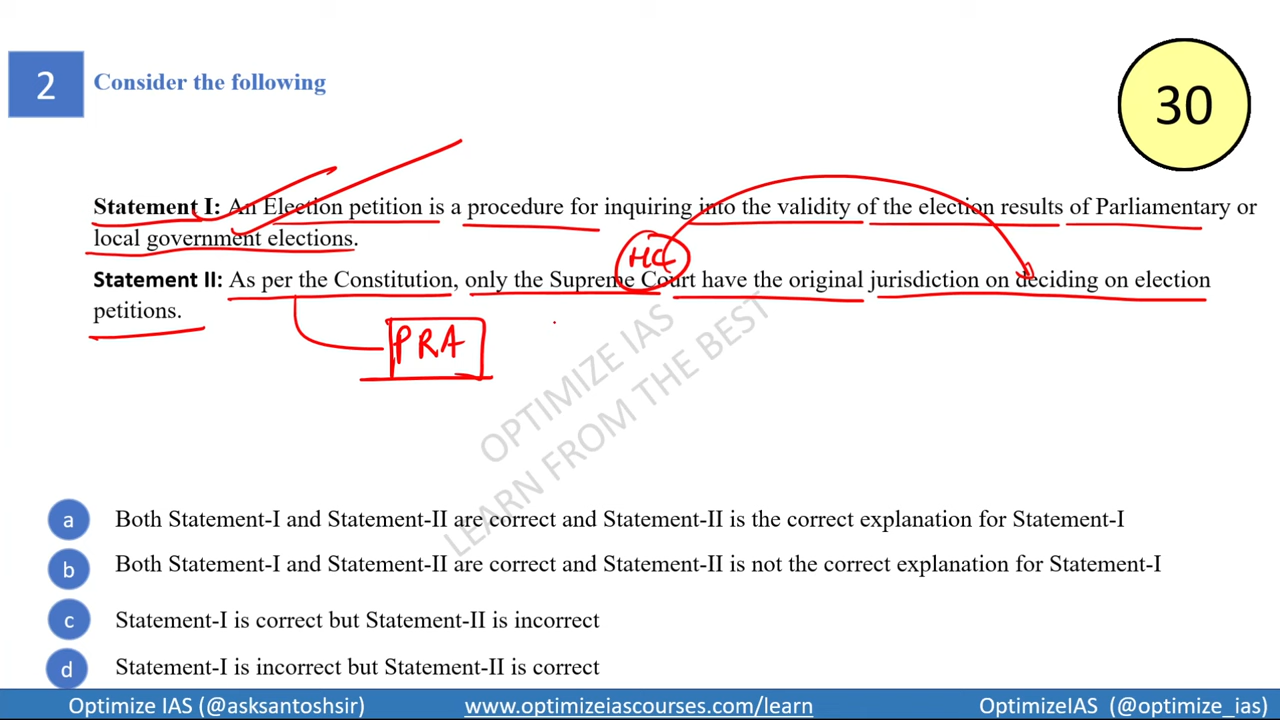 2
Consider the following
30
Statement I: An Election petition is a procedure for inquiring into the validity of the election results of Parliamentary or
local government elections.
HC
Statement II: As per the Constitution, only the Supreme Court have the original jurisdiction on deciding on election
petitions.
PRA
OPTIMIZE IAS
LEARN FROM THE BEST
a Both Statement-I and Statement-II are correct and Statement-II is the correct explanation for Statement-I
b Both Statement-I and Statement-II are correct and Statement-II is not the correct explanation for Statement-I
c Statement-I is correct but Statement-II is incorrect
d Statement-I is incorrect but Statement-II is correct
Optimize IAS (@asksantoshsir) www.optimizeiascourses.com/learn OptimizeIAS (@optimize_ias)